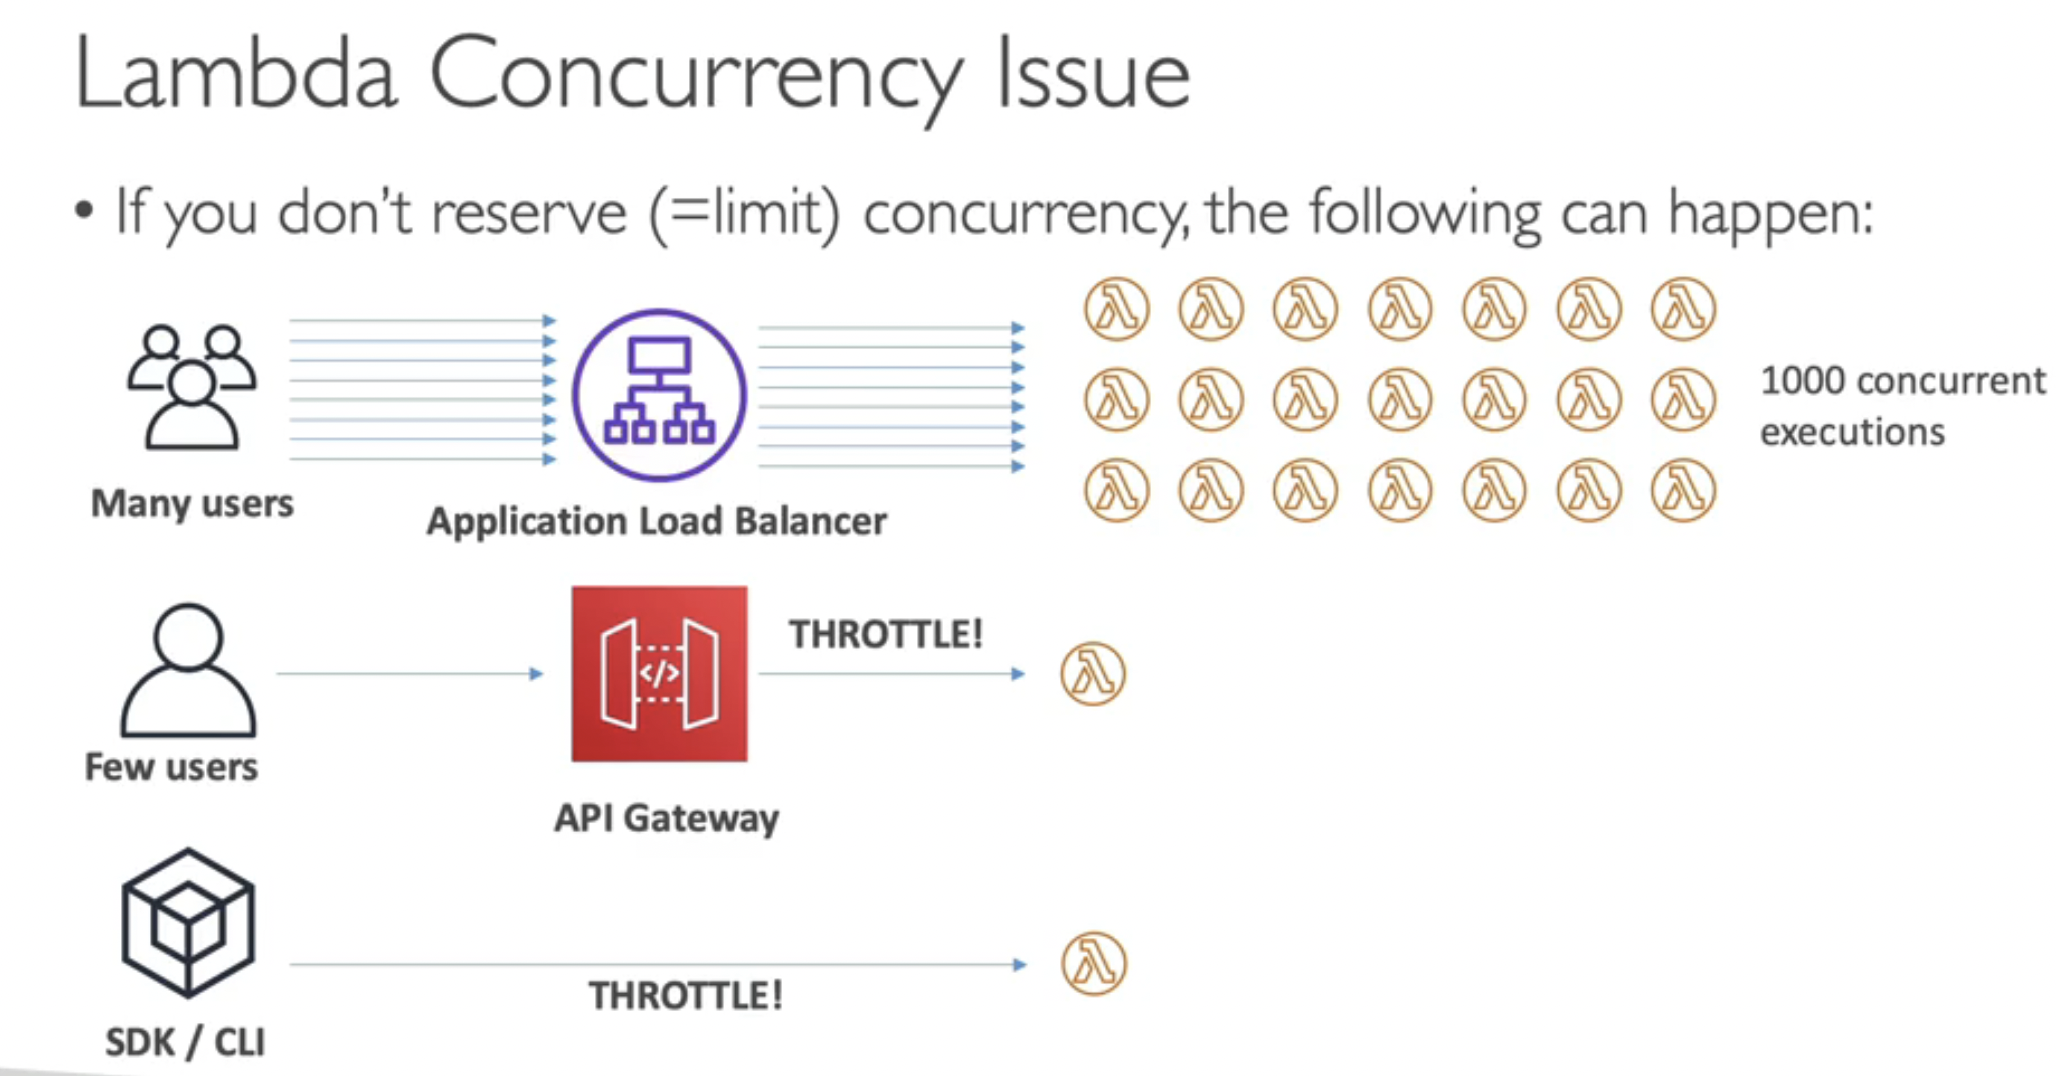 Lambda Concurrency Issue
• If you don't reserve (=limit) concurrency, the following can happen:
1000 concurrent
executions
Many users
Application Load Balancer
THROTTLE!
</>
Few users
API Gateway
THROTTLE!
SDK / CLI